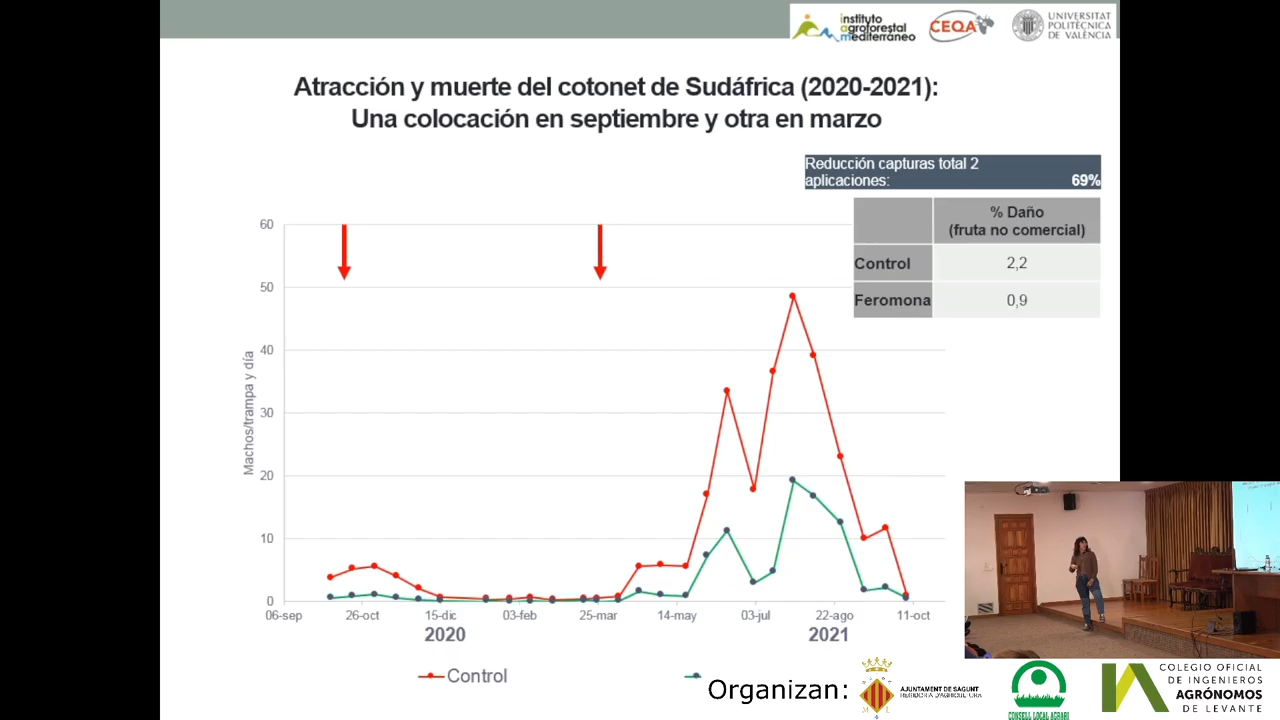 instituto
agroforestal
mediterráneo
CEQA
UNIVERSITAT
POLITÈCNICA
DE VALÈNCIA
Atracción y muerte del cotonet de Sudáfrica (2020-2021):
Una colocación en septiembre y otra en marzo
Reducción capturas total 2
aplicaciones: 69%
% Daño
(fruta no comercial)
Control 2,2
Feromona 0,9
Machos/trampa y día
60
50
40
30
20
10
0
06-sep 26-oct 15-dic 03-feb 25-mar 14-may 03-jul 22-ago 11-oct
2020 2021
Control
Organizan:
AJUNTAMENT DE SAGUNT
REGIDORIA D'AGRICULTURA
CONSELL LOCAL AGRARI
COLEGIO OFICIAL
DE INGENIEROS
AGRÓNOMOS
DE LEVANTE